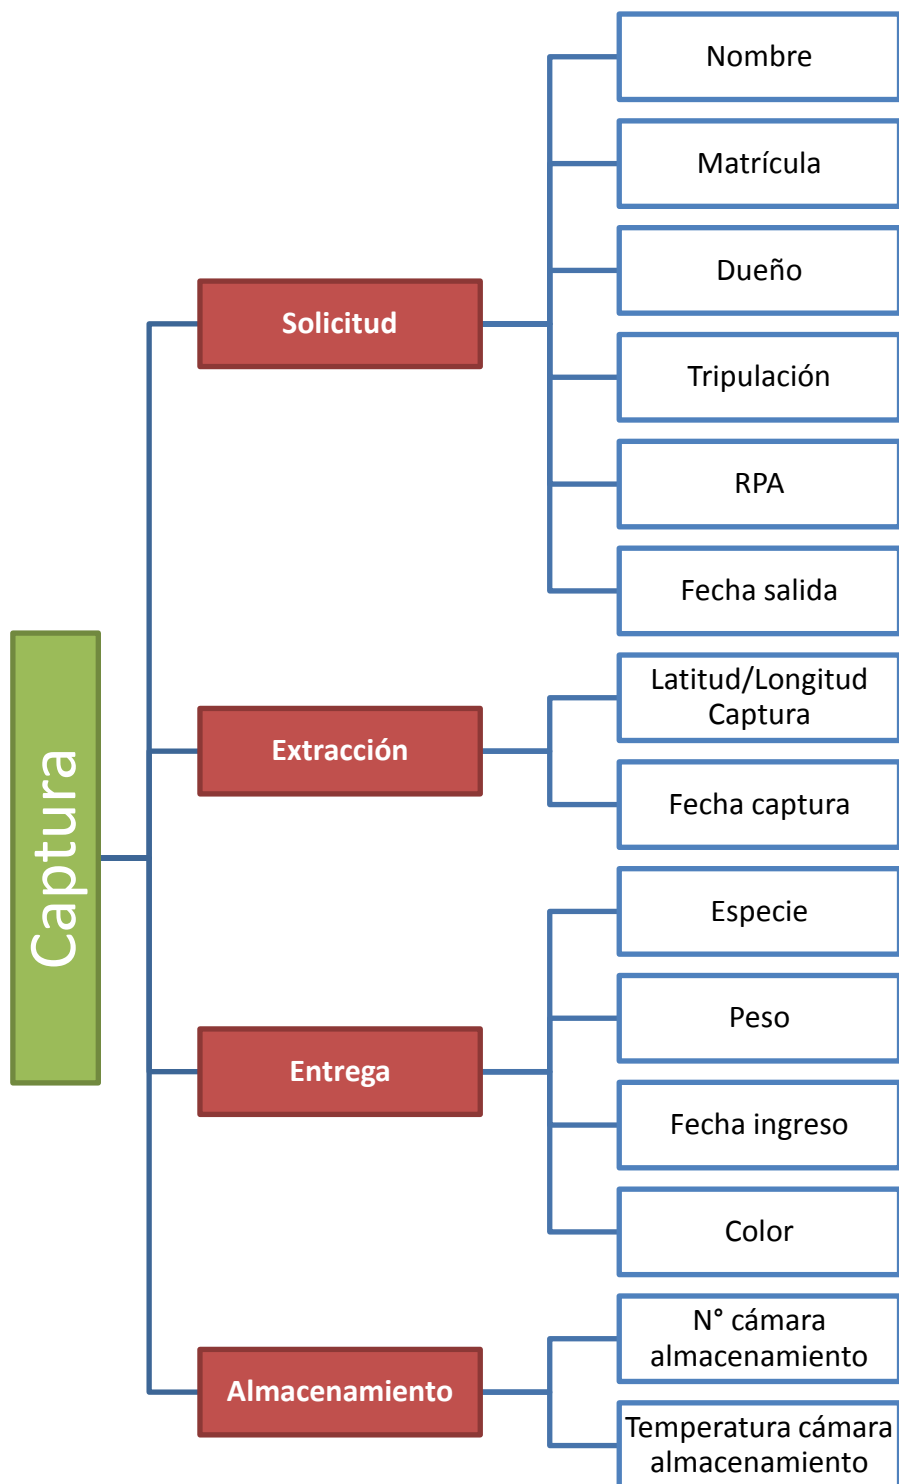 Captura
Solicitud
Nombre
Matrícula
Dueño
Tripulación
RPA
Fecha salida
Extracción
Latitud/Longitud
Captura
Fecha captura
Entrega
Especie
Peso
Fecha ingreso
Color
Almacenamiento
N° cámara
almacenamiento
Temperatura cámara
almacenamiento